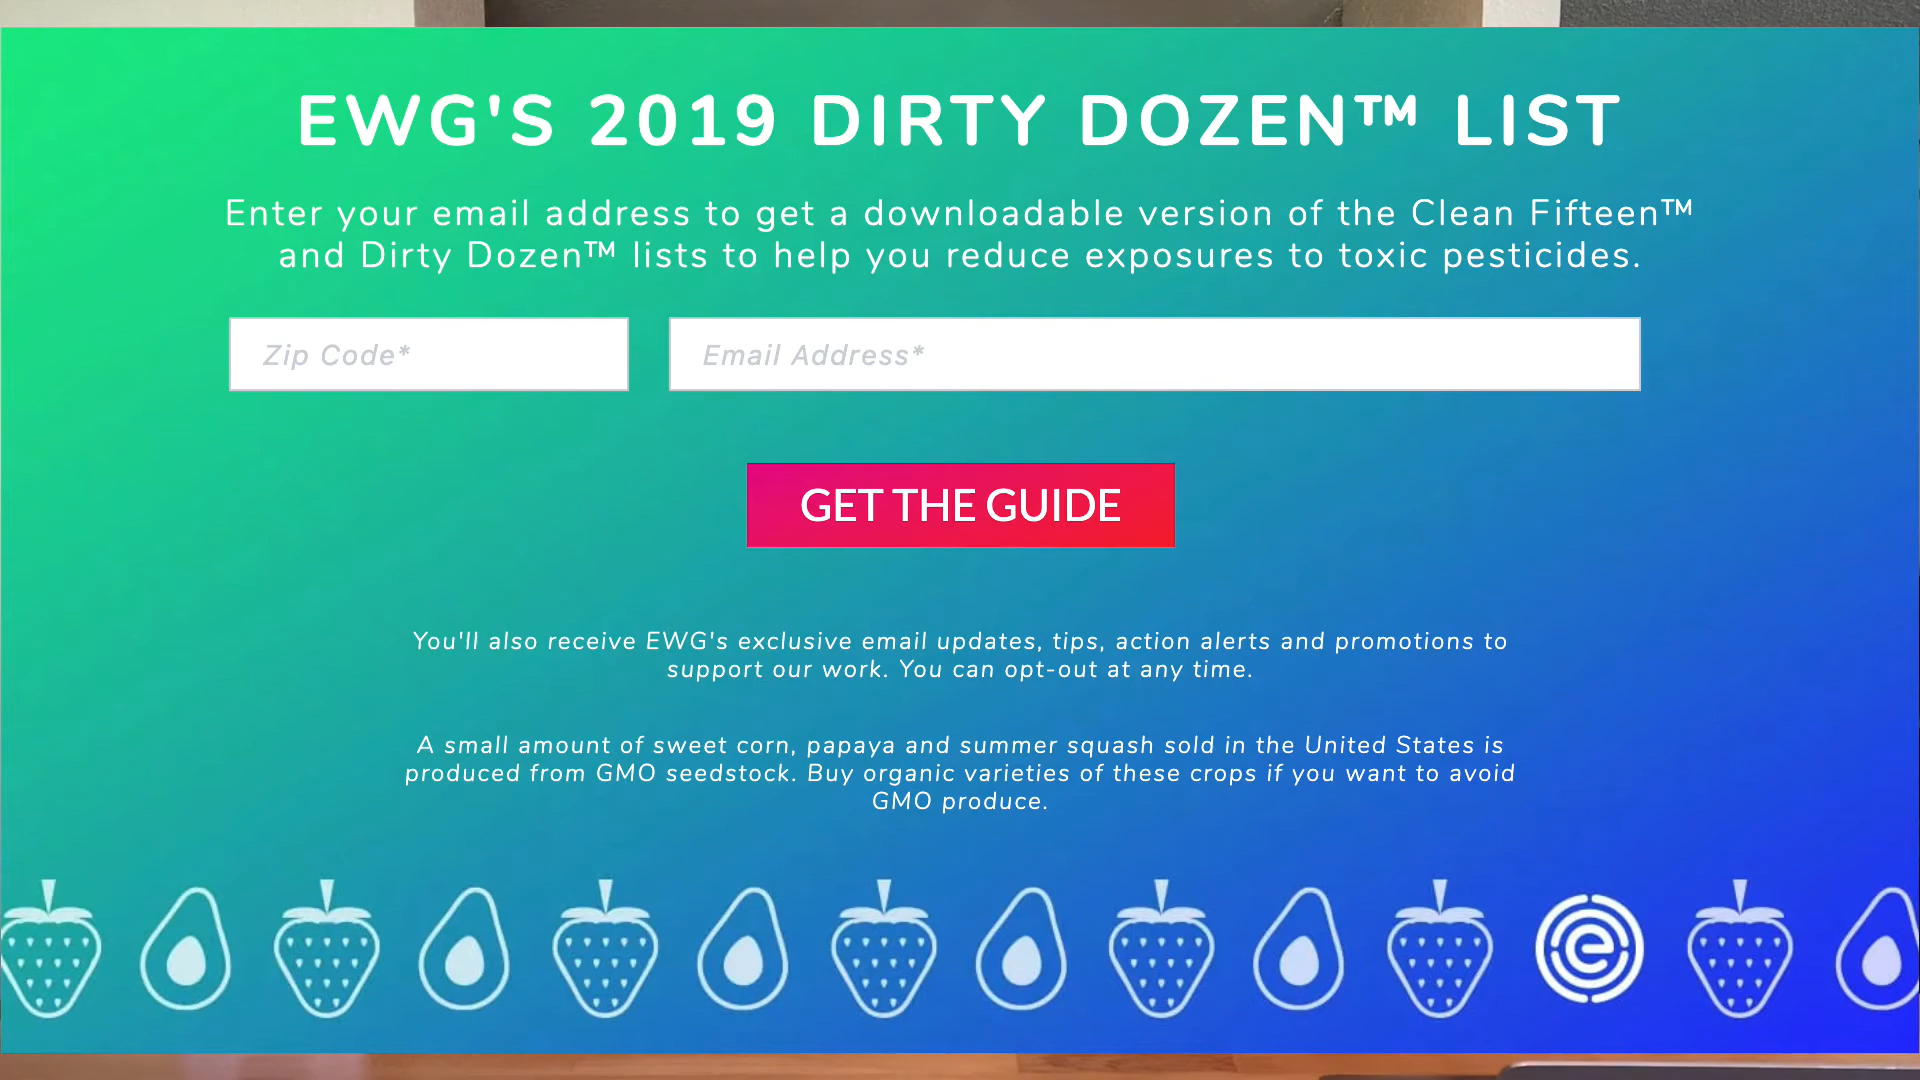 EWG'S 2019 DIRTY DOZEN™ LIST
Enter your email address to get a downloadable version of the Clean Fifteen™
and Dirty Dozen™ lists to help you reduce exposures to toxic pesticides.
Zip Code* Email Address*
GET THE GUIDE
You'll also receive EWG's exclusive email updates, tips, action alerts and promotions to
support our work. You can opt-out at any time.
A small amount of sweet corn, papaya and summer squash sold in the United States is
produced from GMO seedstock. Buy organic varieties of these crops if you want to avoid
GMO produce.
e